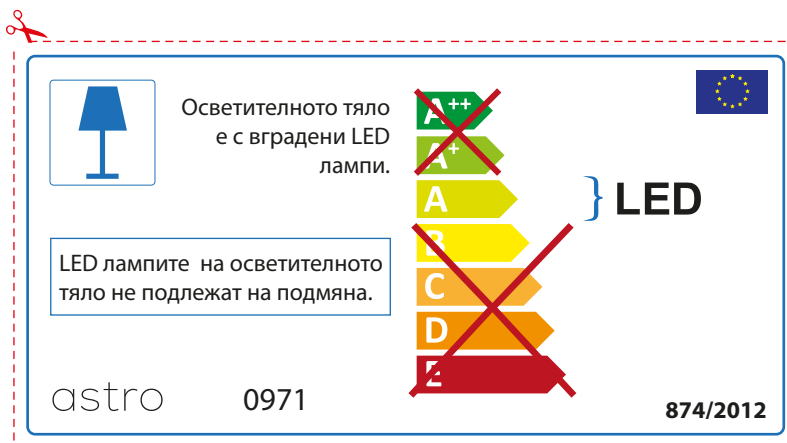 Осветителното тяло
е с вградени LED
лампи.
LED лампите на осветителното
тяло не подлежат на подмяна.
A++
A+
A
B
C
D
E
} LED
astro
0971
874/2012